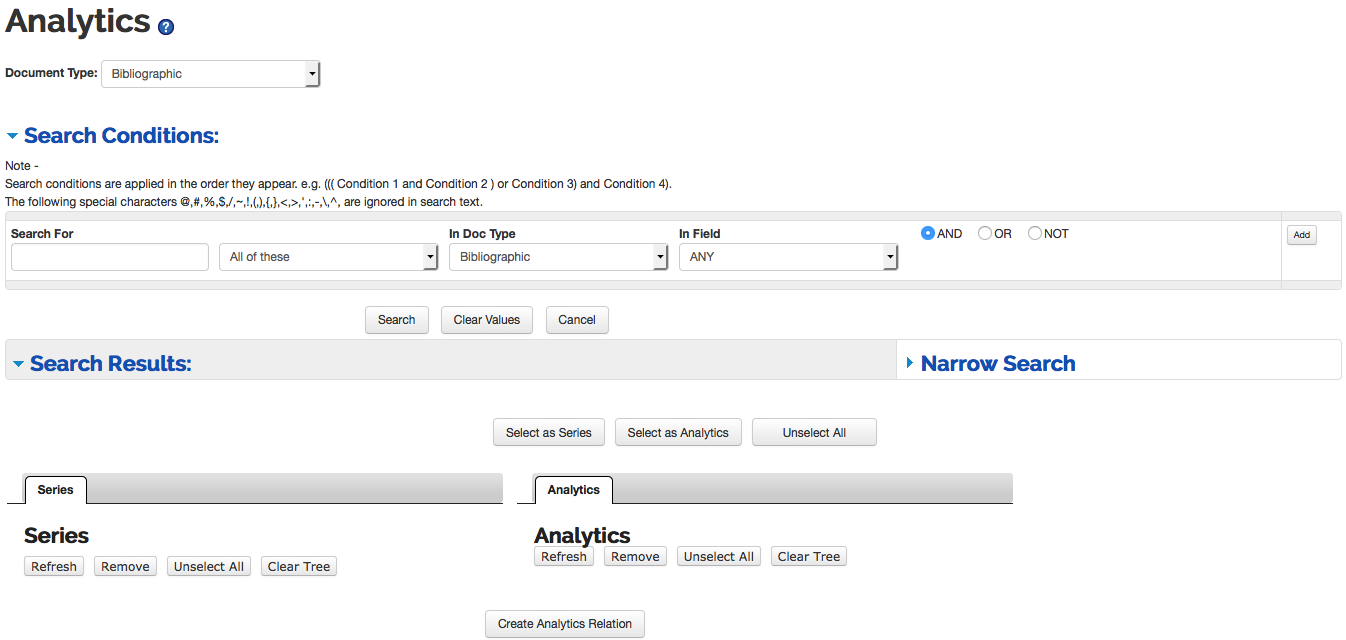 Analytics ?
Document Type: Bibliographic
Search Conditions:
Note -
Search conditions are applied in the order they appear. e.g. ((( Condition 1 and Condition 2 ) or Condition 3) and Condition 4).
The following special characters @,#,%,$,/,~,!,(,),{,},<,>,',:,-,\,^, are ignored in search text.
Search For In Doc Type In Field AND OR NOT Add
All of these Bibliographic ANY
Search Clear Values Cancel
Search Results: Narrow Search
Select as Series Select as Analytics Unselect All
Series Analytics
Series Analytics
Refresh Remove Unselect All Clear Tree Refresh Remove Unselect All Clear Tree
Create Analytics Relation